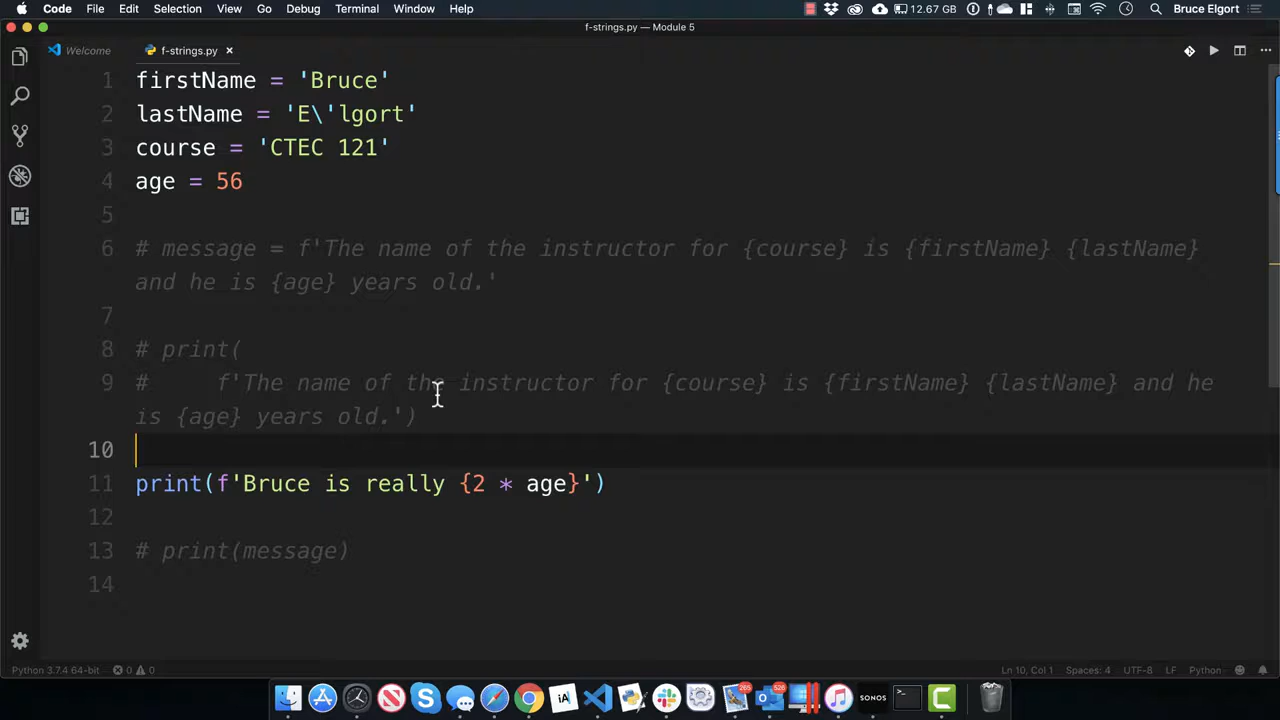 Code File Edit Selection View Go Debug Terminal Window Help 12.67 GB Bruce Elgort
f-strings.py — Module 5
Welcome f-strings.py ×
1 firstName = 'Bruce'
2 lastName = 'E\'lgort'
3 course = 'CTEC 121'
4 age = 56
5
6 # message = f'The name of the instructor for {course} is {firstName} {lastName}
and he is {age} years old.'
7
8 # print(
9 #     f'The name of the instructor for {course} is {firstName} {lastName} and he
is {age} years old.')
10
11 print(f'Bruce is really {2 * age}')
12
13 # print(message)
14
Python 3.7.4 64-bit 0 0 Ln 10, Col 1 Spaces: 4 UTF-8 LF Python
iA 265 526 SONOS